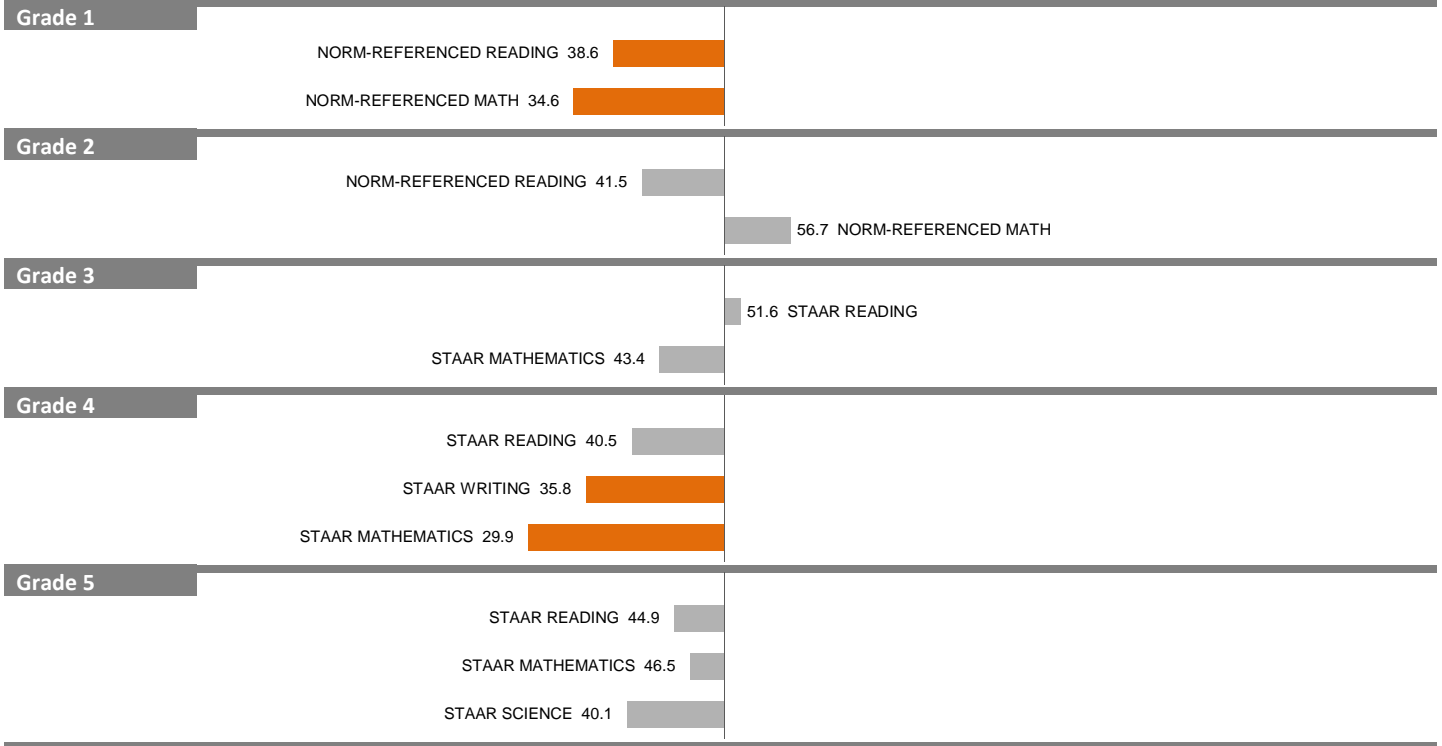 Grade 1
NORM-REFERENCED READING 38.6
NORM-REFERENCED MATH 34.6
Grade 2
NORM-REFERENCED READING 41.5
56.7 NORM-REFERENCED MATH
Grade 3
51.6 STAAR READING
STAAR MATHEMATICS 43.4
Grade 4
STAAR READING 40.5
STAAR WRITING 35.8
STAAR MATHEMATICS 29.9
Grade 5
STAAR READING 44.9
STAAR MATHEMATICS 46.5
STAAR SCIENCE 40.1